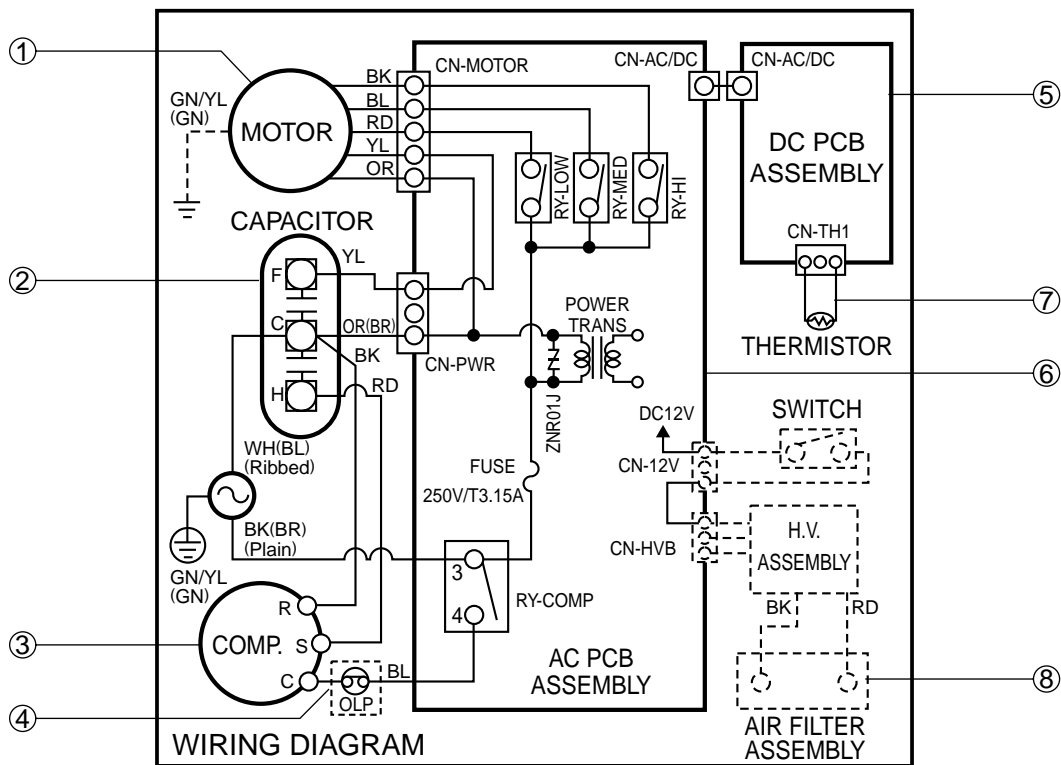 ①
CN-MOTOR
CN-AC/DC
CN-AC/DC
BK
GN/YL
(GN)
BL
⑤
RD
MOTOR
DC PCB
ASSEMBLY
YL
OR
RY-LOW
RY-MED
RY-HI
CAPACITOR
CN-TH1
YL
②
F
⑦
POWER
TRANS
C
OR(BR)
THERMISTOR
BK
CN-PWR
⑥
H
RD
ZNR01J
SWITCH
DC12V
WH(BL)
(Ribbed)
FUSE
CN-12V
250V/T3.15A
BK(BR)
(Plain)
H.V.
ASSEMBLY
CN-HVB
GN/YL
(GN)
3
RY-COMP
BK
RD
R
4
③
COMP.
S
AC PCB
ASSEMBLY
C
BL
⑧
OLP
④
AIR FILTER
ASSEMBLY
WIRING DIAGRAM